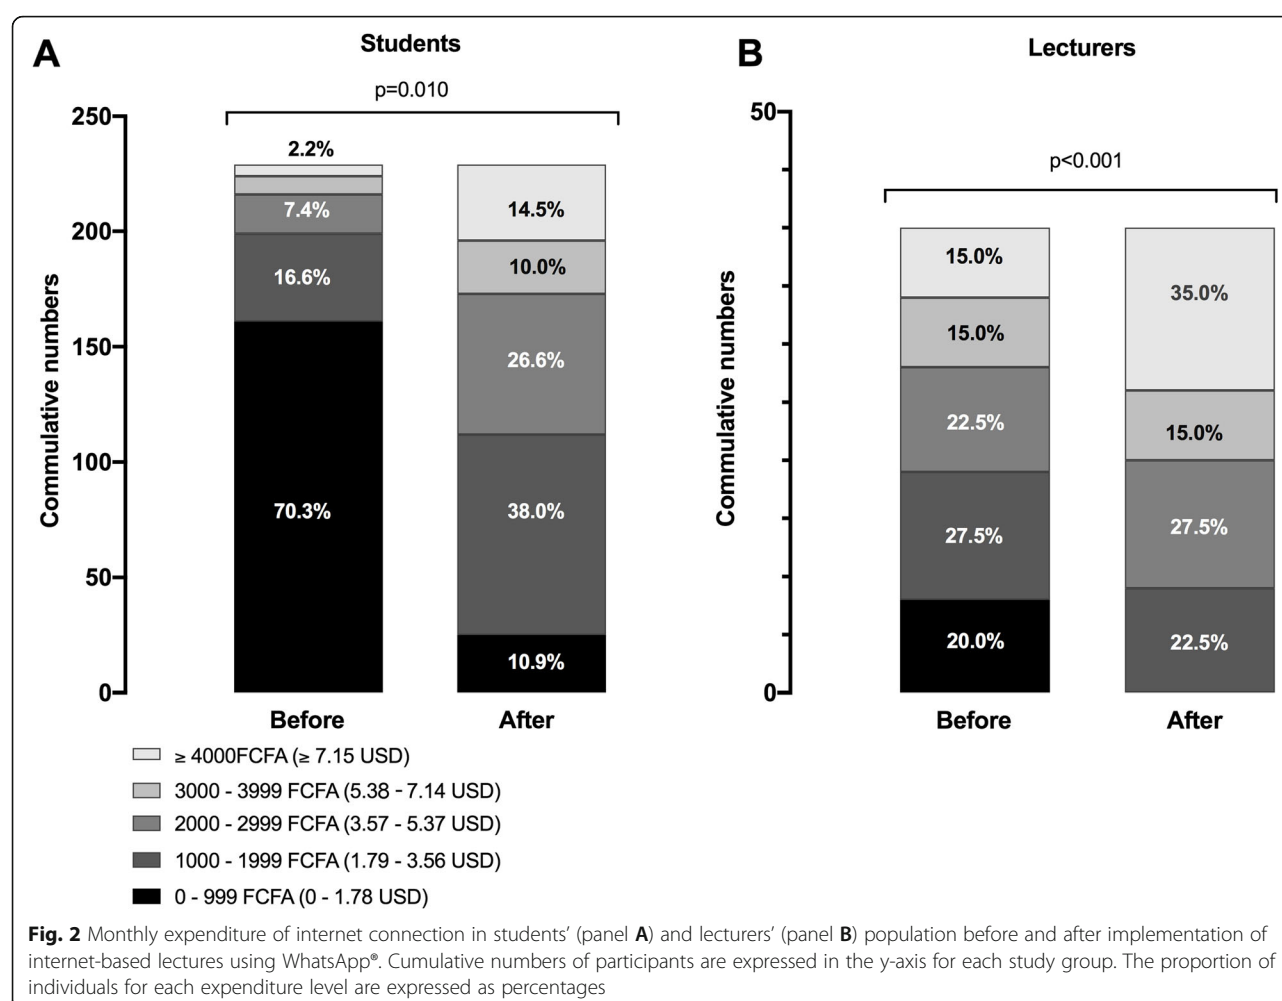 A
Students
p=0.010
250
200
150
100
50
0
Commulative numbers
2.2%
7.4%
16.6%
70.3%
14.5%
10.0%
26.6%
38.0%
10.9%
Before
After
B
Lecturers
p<0.001
50
0
Commulative numbers
15.0%
15.0%
22.5%
27.5%
20.0%
35.0%
15.0%
27.5%
22.5%
Before
After
≥ 4000FCFA (≥ 7.15 USD)
3000 - 3999 FCFA (5.38 - 7.14 USD)
2000 - 2999 FCFA (3.57 - 5.37 USD)
1000 - 1999 FCFA (1.79 - 3.56 USD)
0 - 999 FCFA (0 - 1.78 USD)
Fig. 2 Monthly expenditure of internet connection in students’ (panel A) and lecturers’ (panel B) population before and after implementation of
internet-based lectures using WhatsApp®. Cumulative numbers of participants are expressed in the y-axis for each study group. The proportion of
individuals for each expenditure level are expressed as percentages